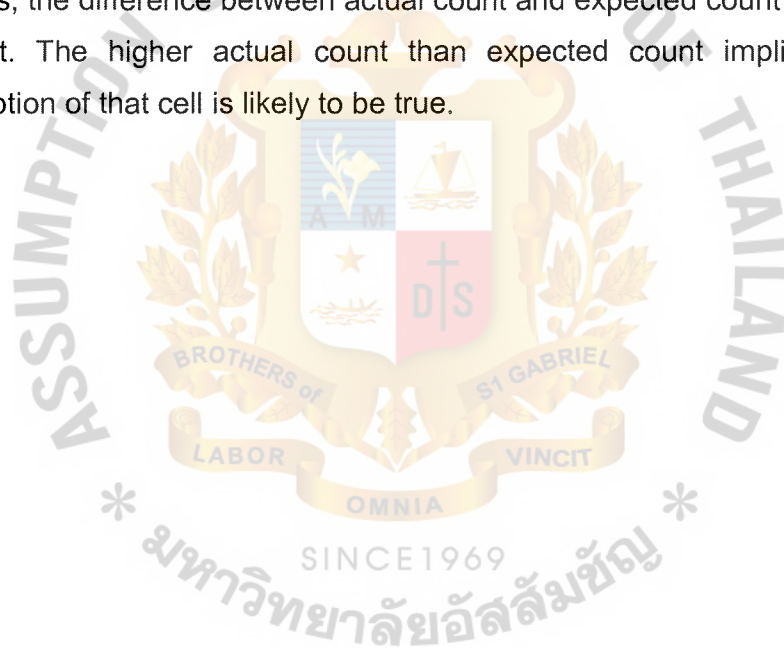 s, the difference between actual count and expected count
t. The higher actual count than expected count impli
otion of that cell is likely to be true.
ASSUMPTION
OF THAILAND
A M
D S
BROTHERS of
ST GABRIEL
LABOR
OMNIA
VINCIT
SINCE1969
มหาวิทยาลัยอัสสัมชัญ